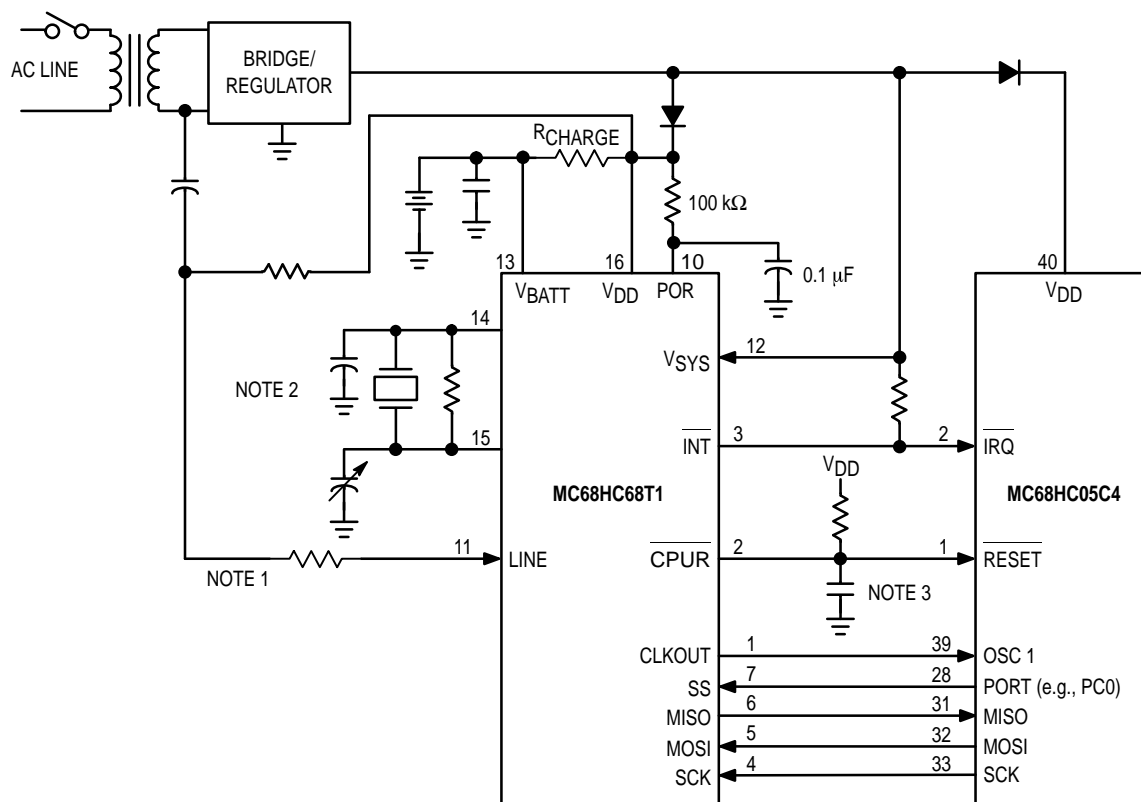 AC LINE
BRIDGE/
REGULATOR
RCHARGE
100 kΩ
0.1 µF
13
16
10
40
VBATT
VDD
POR
VDD
14
12
VSYS
NOTE 2
15
INT
3
2
IRQ
VDD
MC68HC68T1
MC68HC05C4
11
LINE
CPUR
2
1
RESET
NOTE 1
NOTE 3
CLKOUT
1
39
OSC 1
SS
7
28
PORT (e.g., PC0)
MISO
6
31
MISO
MOSI
5
32
MOSI
SCK
4
33
SCK